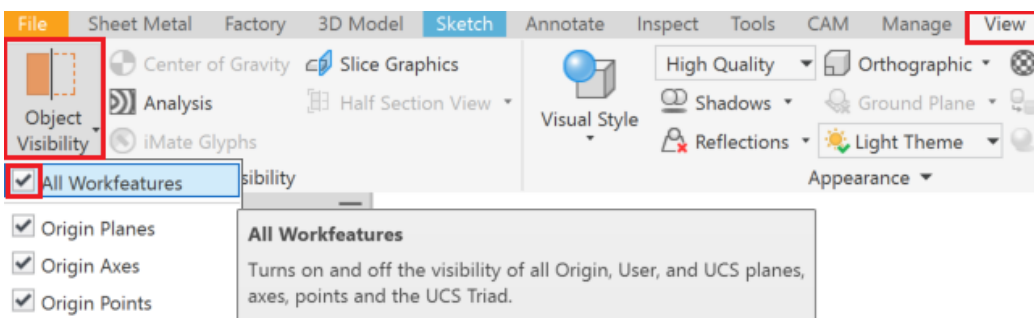 File Sheet Metal Factory 3D Model Sketch Annotate Inspect Tools CAM Manage View
Object Visibility
Center of Gravity
Analysis
iMate Glyphs
Slice Graphics
Half Section View
Visual Style
High Quality
Shadows
Reflections
Orthographic
Ground Plane
Light Theme
sibility
Appearance
All Workfeatures
Origin Planes
Origin Axes
Origin Points
All Workfeatures
Turns on and off the visibility of all Origin, User, and UCS planes,
axes, points and the UCS Triad.